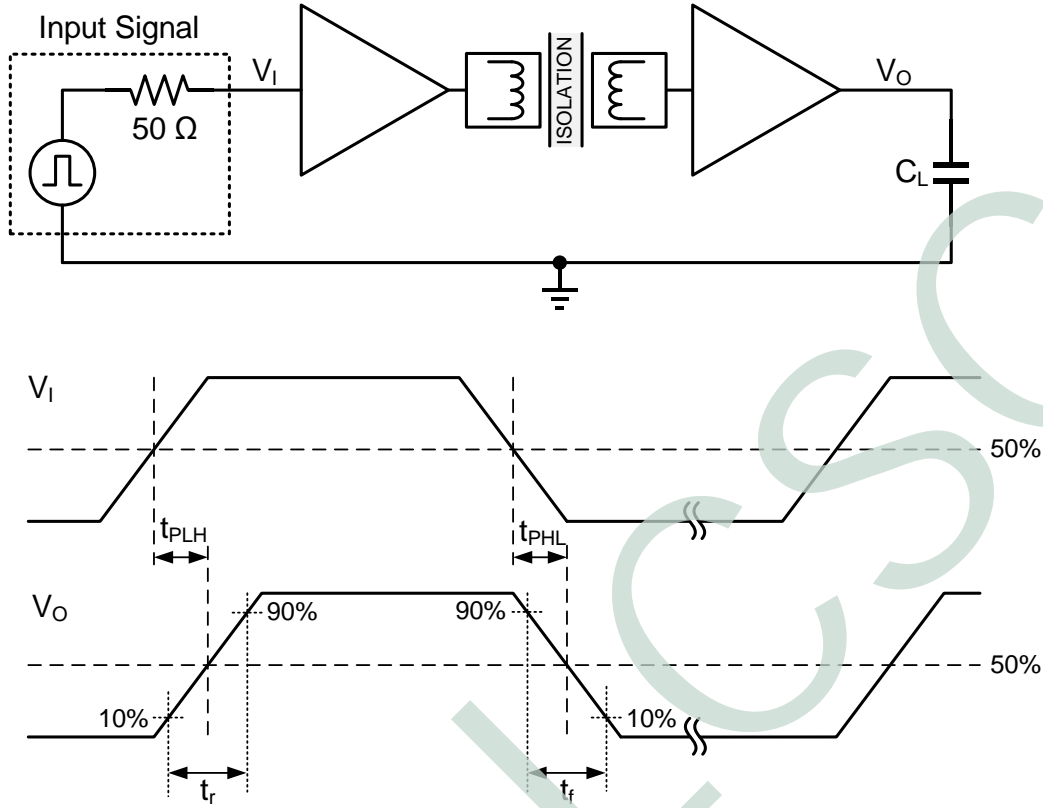 Input Signal
V_I
50 Ω
ISOLATION
V_O
C_L
V_I
50%
t_PLH
t_PHL
V_O
90%
90%
50%
10%
10%
t_r
t_f
LCSC